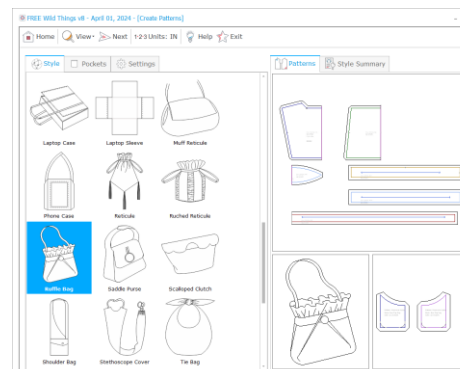 FREE Wild Things v8 - April 01, 2024 - [Create Patterns]
Home View Next 1-2-3 Units: IN Help Exit
Style Pockets Settings
Patterns Style Summary
Laptop Case Laptop Sleeve Muff Reticule
Phone Case Reticule Ruched Reticule
Ruffle Bag Saddle Purse Scalloped Clutch
Shoulder Bag Stethoscope Cover Tie Bag